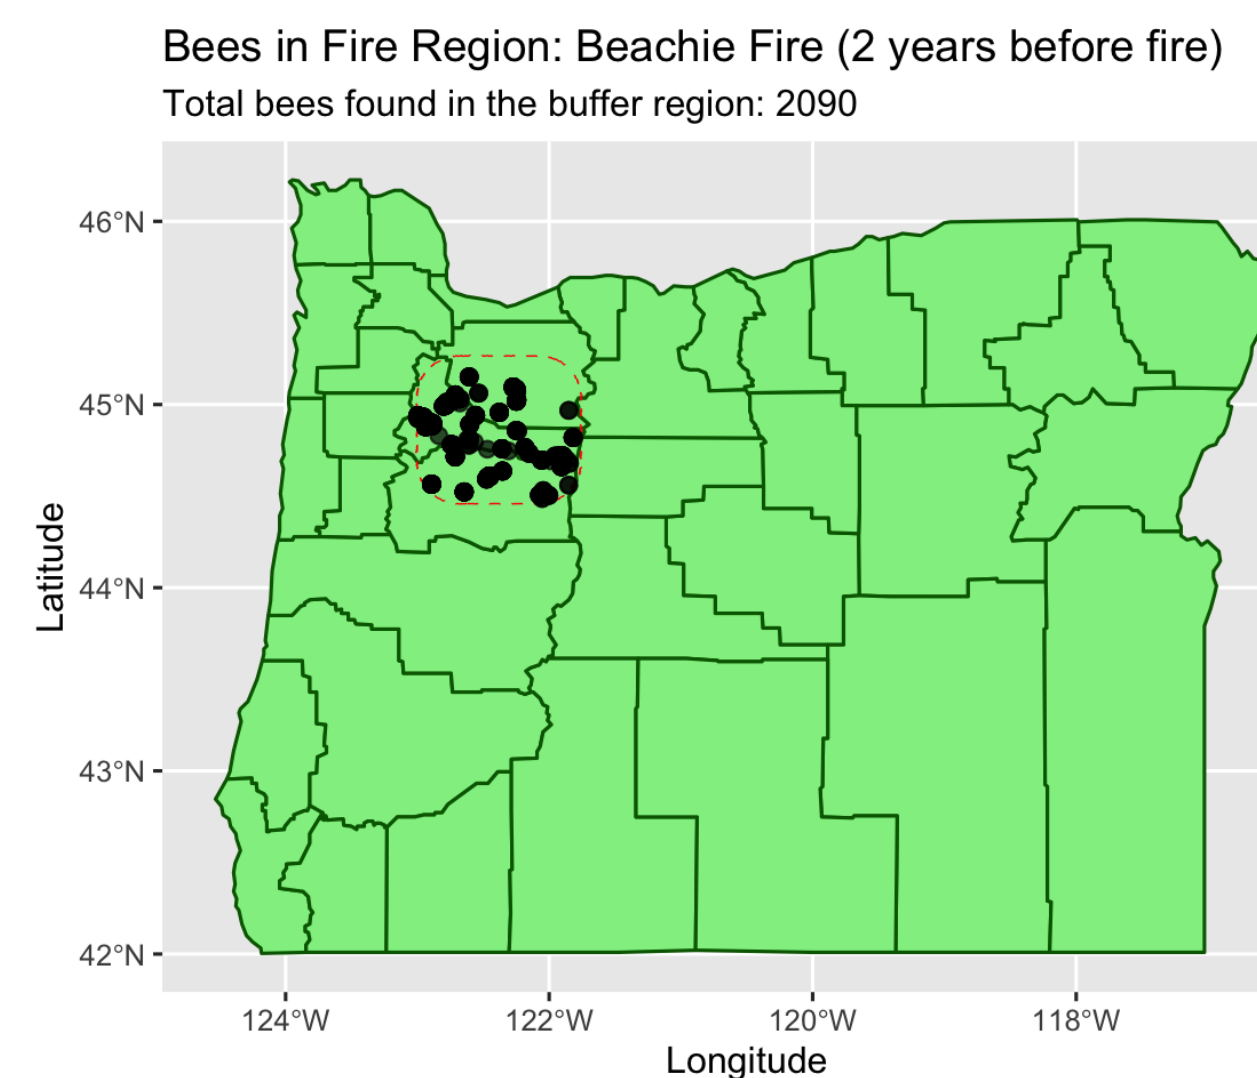 Bees in Fire Region: Beachie Fire (2 years before fire)
Total bees found in the buffer region: 2090
46°N
45°N
44°N
43°N
42°N
Latitude
124°W
122°W
120°W
118°W
Longitude